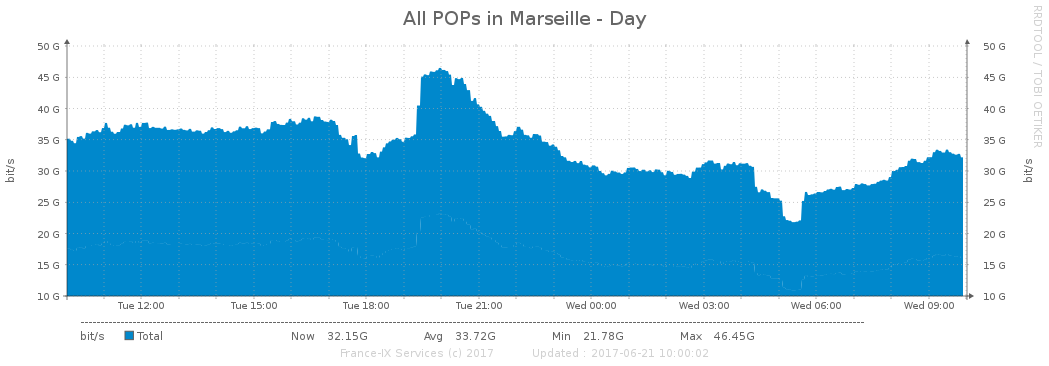 All POPs in Marseille - Day
RRDTOOL / TOBI OETIKER
50 G 50 G
45 G 45 G
40 G 40 G
35 G 35 G
30 G 30 G
25 G 25 G
20 G 20 G
15 G 15 G
10 G 10 G
bit/s
bit/s
Tue 12:00 Tue 15:00 Tue 18:00 Tue 21:00 Wed 00:00 Wed 03:00 Wed 06:00 Wed 09:00
bit/s Total Now 32.15G Avg 33.72G Min 21.78G Max 46.45G
France-IX Services (c) 2017 Updated : 2017-06-21 10:00:02